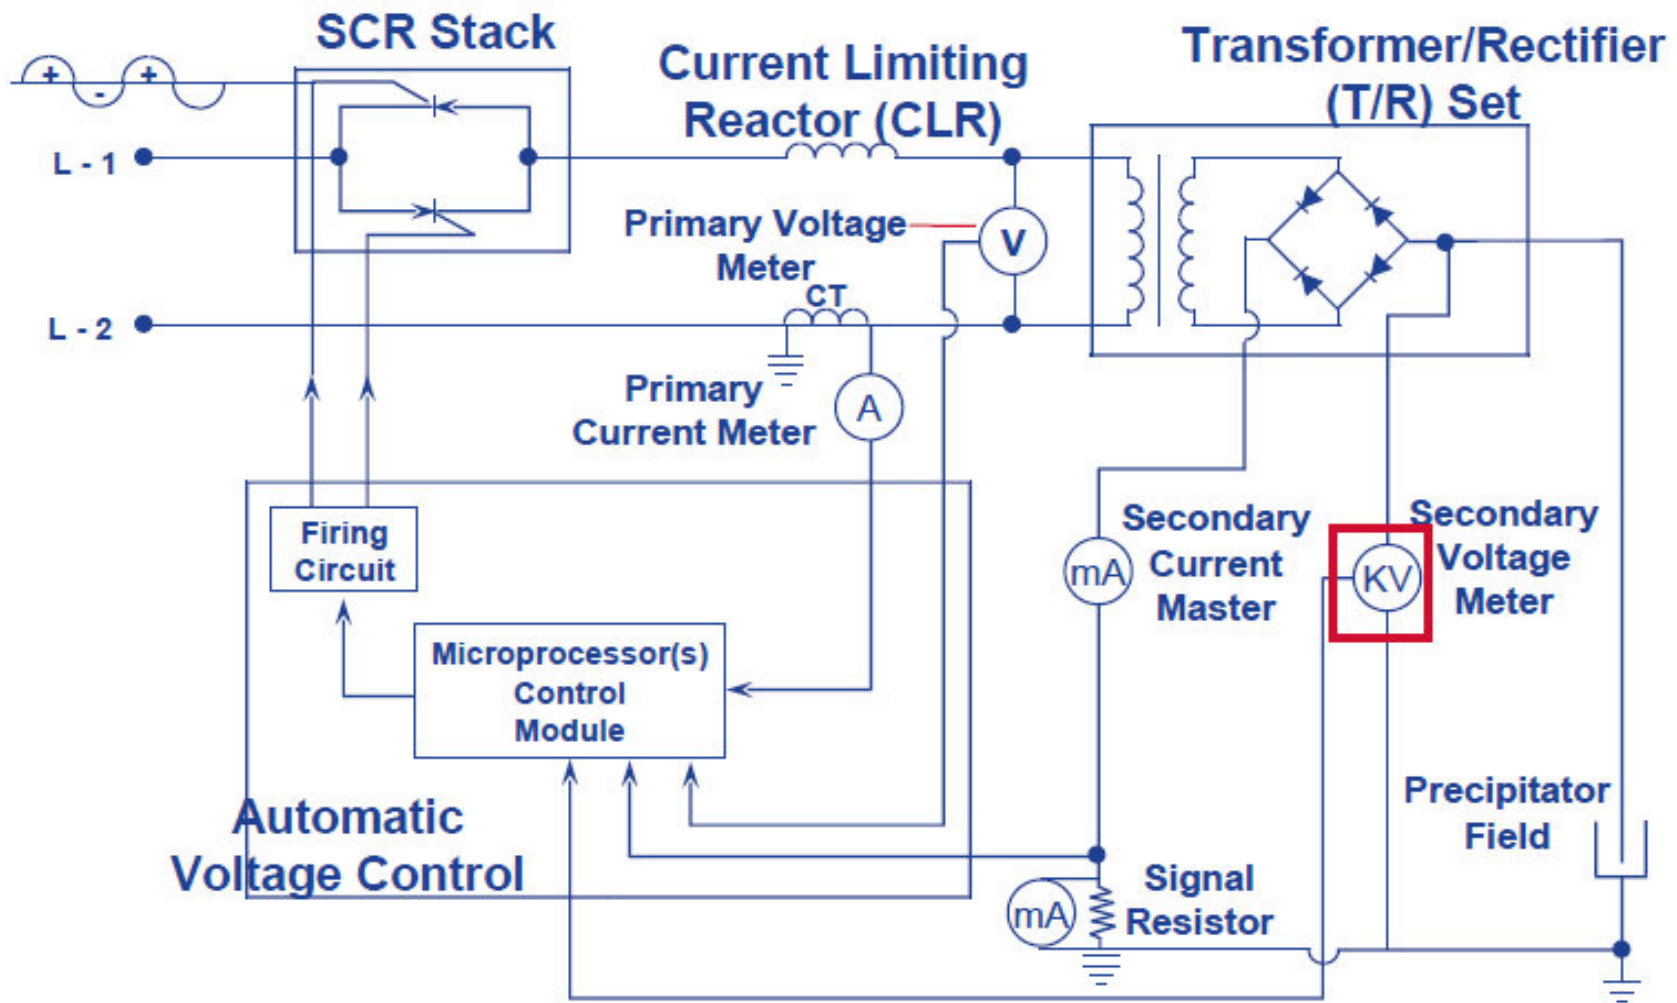 SCR Stack
Current Limiting
Reactor (CLR)
Transformer/Rectifier
(T/R) Set
+
-
+
L - 1
L - 2
Primary Voltage
Meter
V
CT
Primary
Current Meter
A
Firing
Circuit
Microprocessor(s)
Control
Module
Automatic
Voltage Control
mA
Secondary
Current
Master
KV
Secondary
Voltage
Meter
Precipitator
Field
mA
Signal
Resistor